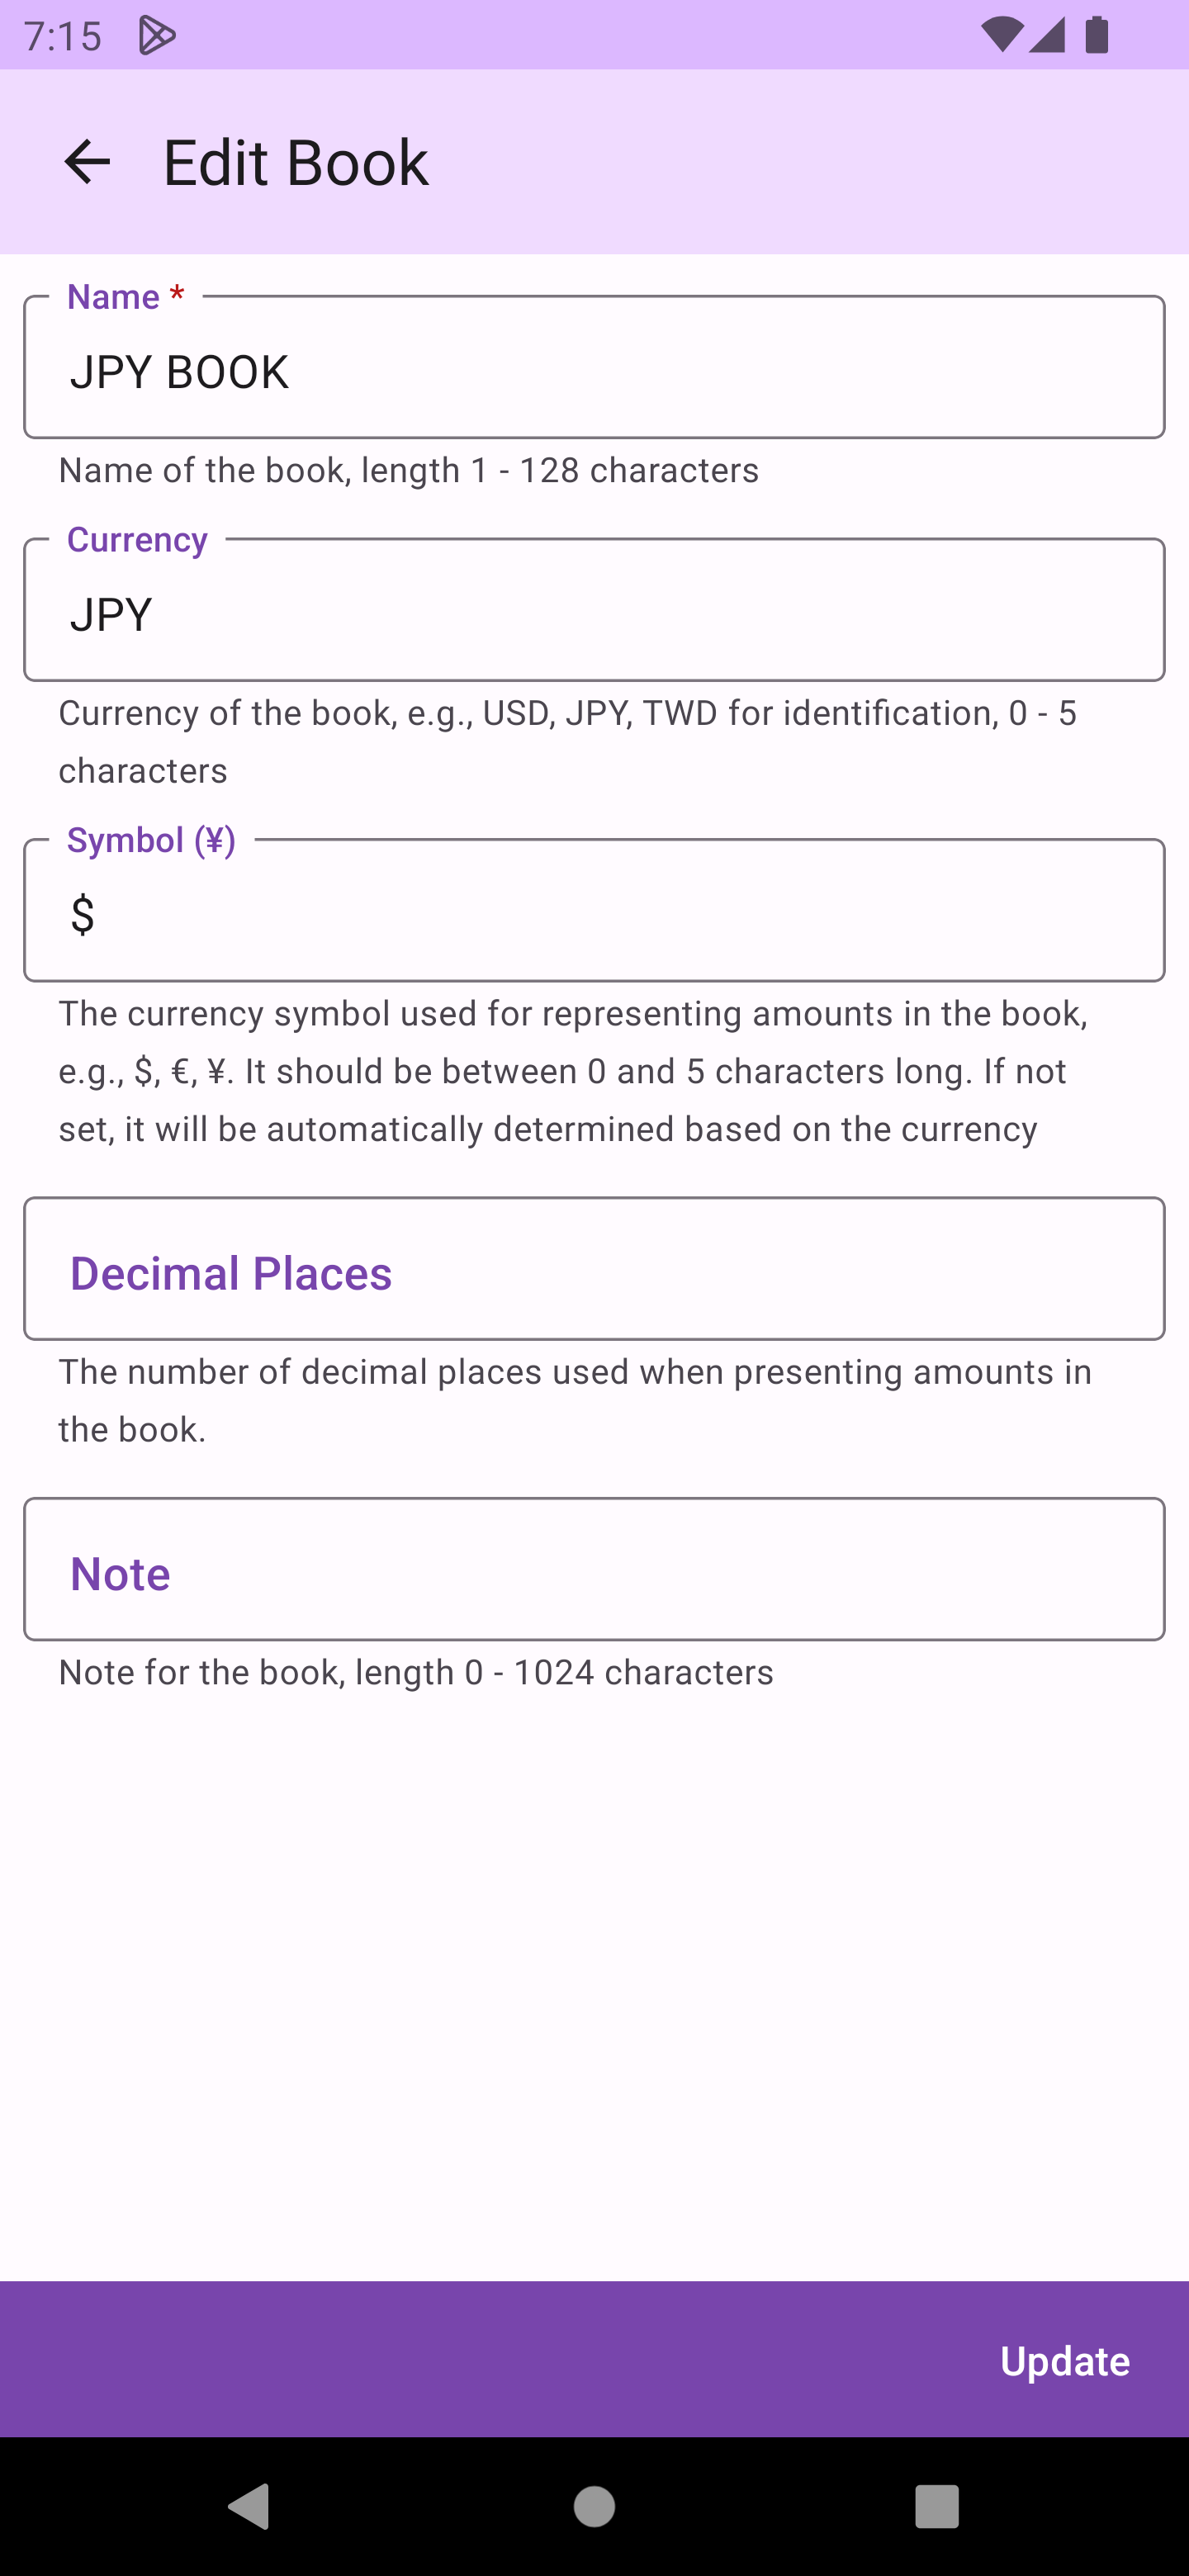 7:15
Edit Book
Name *
JPY BOOK
Name of the book, length 1 - 128 characters
Currency
JPY
Currency of the book, e.g., USD, JPY, TWD for identification, 0 - 5
characters
Symbol (¥)
$
The currency symbol used for representing amounts in the book,
e.g., $, €, ¥. It should be between 0 and 5 characters long. If not
set, it will be automatically determined based on the currency
Decimal Places
The number of decimal places used when presenting amounts in
the book.
Note
Note for the book, length 0 - 1024 characters
Update